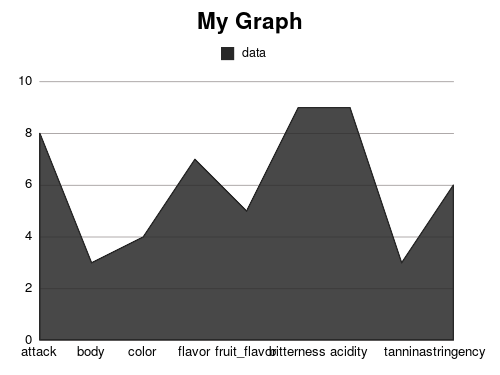 My Graph
data
10
8
6
4
2
0
attack body color flavor fruit_flavor bitterness acidity tannin astringency